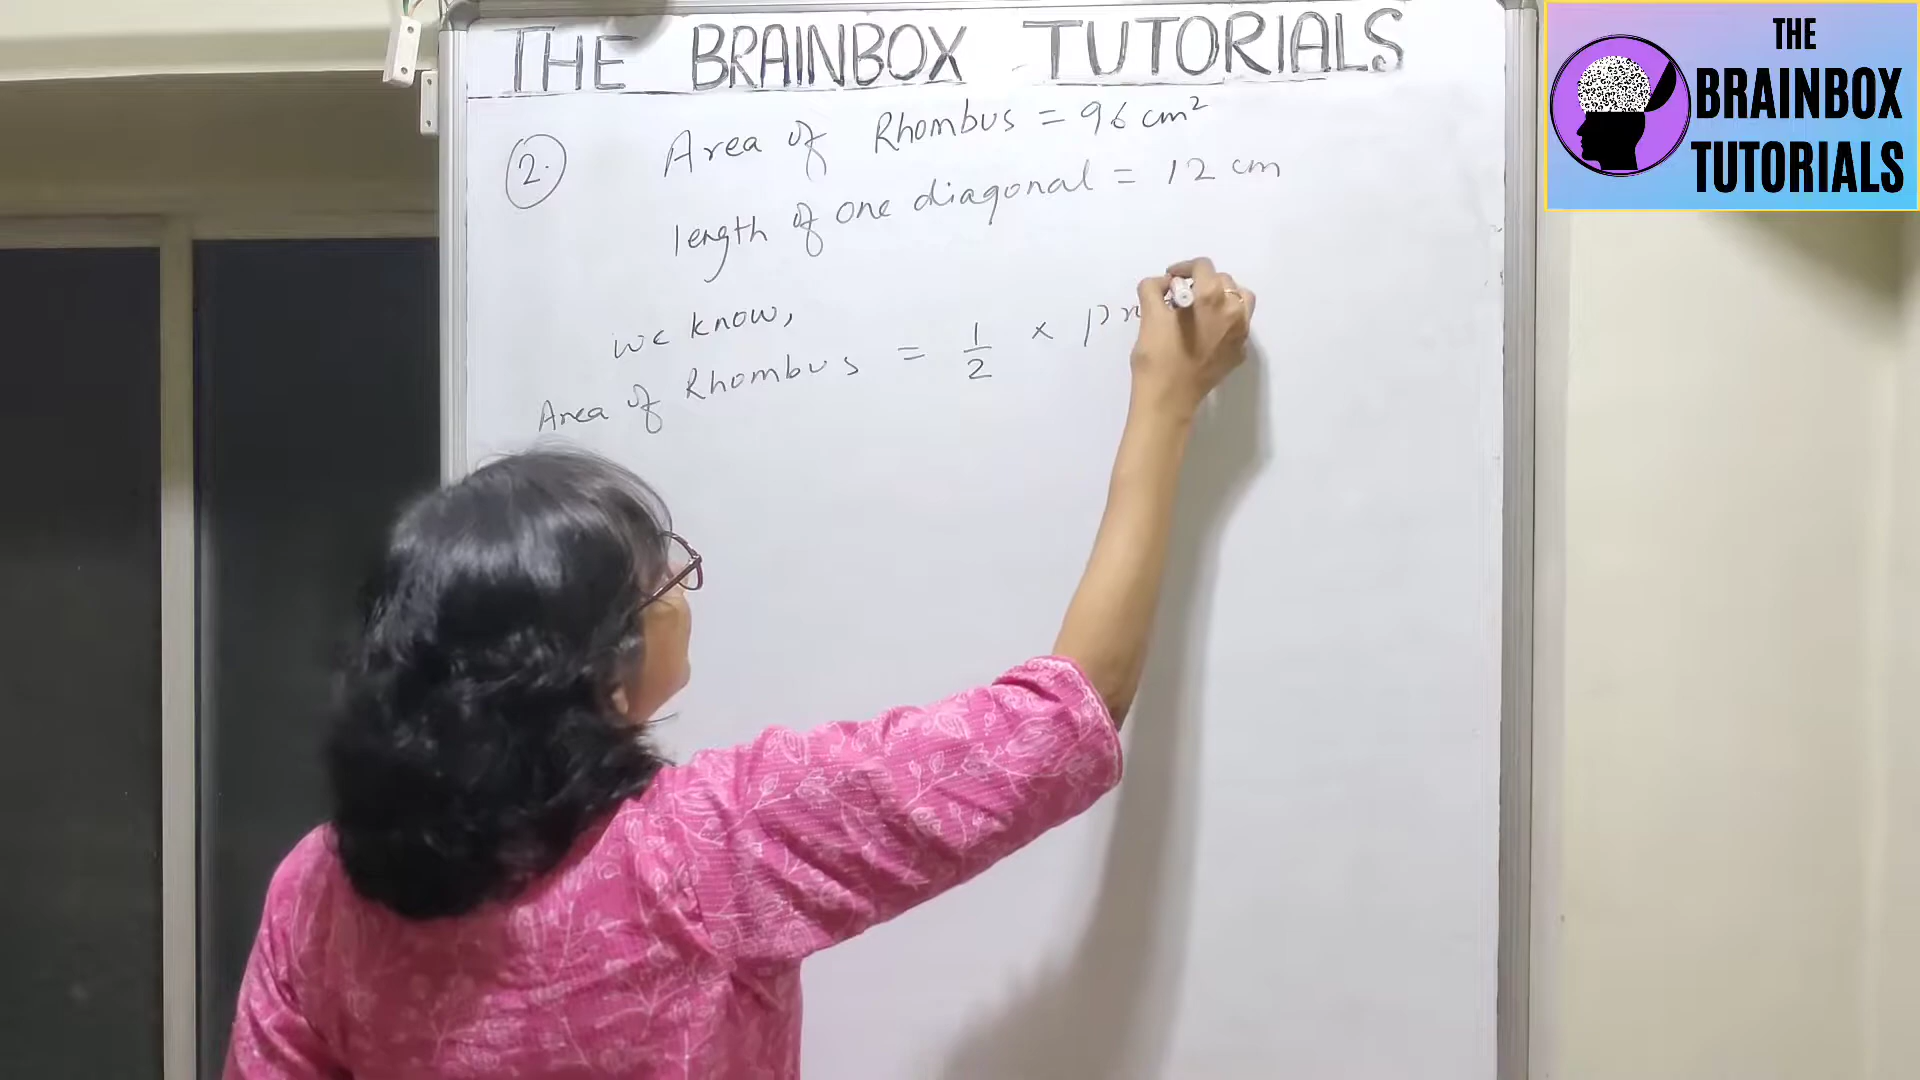 THE BRAINBOX TUTORIALS
2.
Area of Rhombus = 96 cm²
length of one diagonal = 12 cm
we know,
Area of Rhombus = 1/2 × pr
THE
BRAINBOX
TUTORIALS